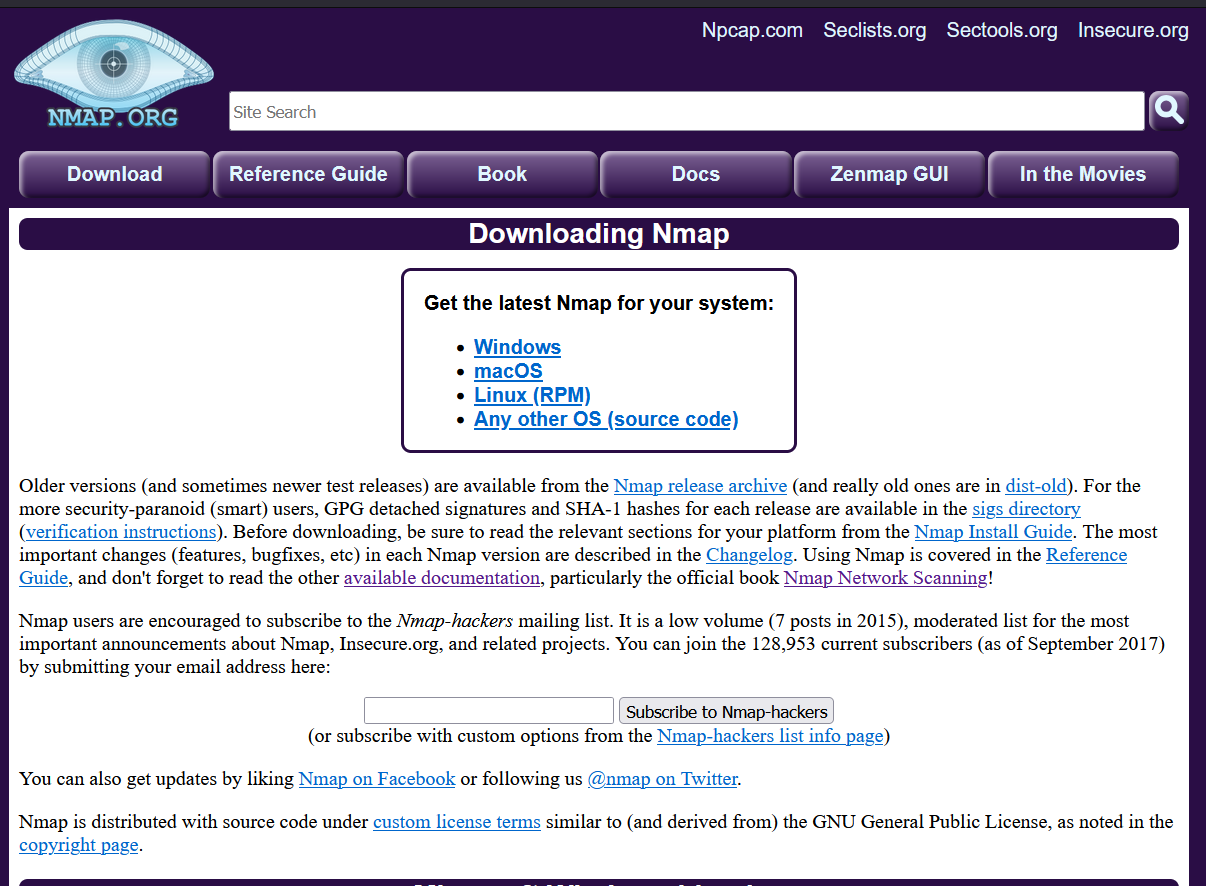 Npcap.com Seclists.org Sectools.org Insecure.org
NMAP.ORG
Site Search
Download Reference Guide Book Docs Zenmap GUI In the Movies
Downloading Nmap
Get the latest Nmap for your system:
• Windows
• macOS
• Linux (RPM)
• Any other OS (source code)
Older versions (and sometimes newer test releases) are available from the Nmap release archive (and really old ones are in dist-old). For the
more security-paranoid (smart) users, GPG detached signatures and SHA-1 hashes for each release are available in the sigs directory
(verification instructions). Before downloading, be sure to read the relevant sections for your platform from the Nmap Install Guide. The most
important changes (features, bugfixes, etc) in each Nmap version are described in the Changelog. Using Nmap is covered in the Reference
Guide, and don't forget to read the other available documentation, particularly the official book Nmap Network Scanning!
Nmap users are encouraged to subscribe to the Nmap-hackers mailing list. It is a low volume (7 posts in 2015), moderated list for the most
important announcements about Nmap, Insecure.org, and related projects. You can join the 128,953 current subscribers (as of September 2017)
by submitting your email address here:
Subscribe to Nmap-hackers
(or subscribe with custom options from the Nmap-hackers list info page)
You can also get updates by liking Nmap on Facebook or following us @nmap on Twitter.
Nmap is distributed with source code under custom license terms similar to (and derived from) the GNU General Public License, as noted in the
copyright page.